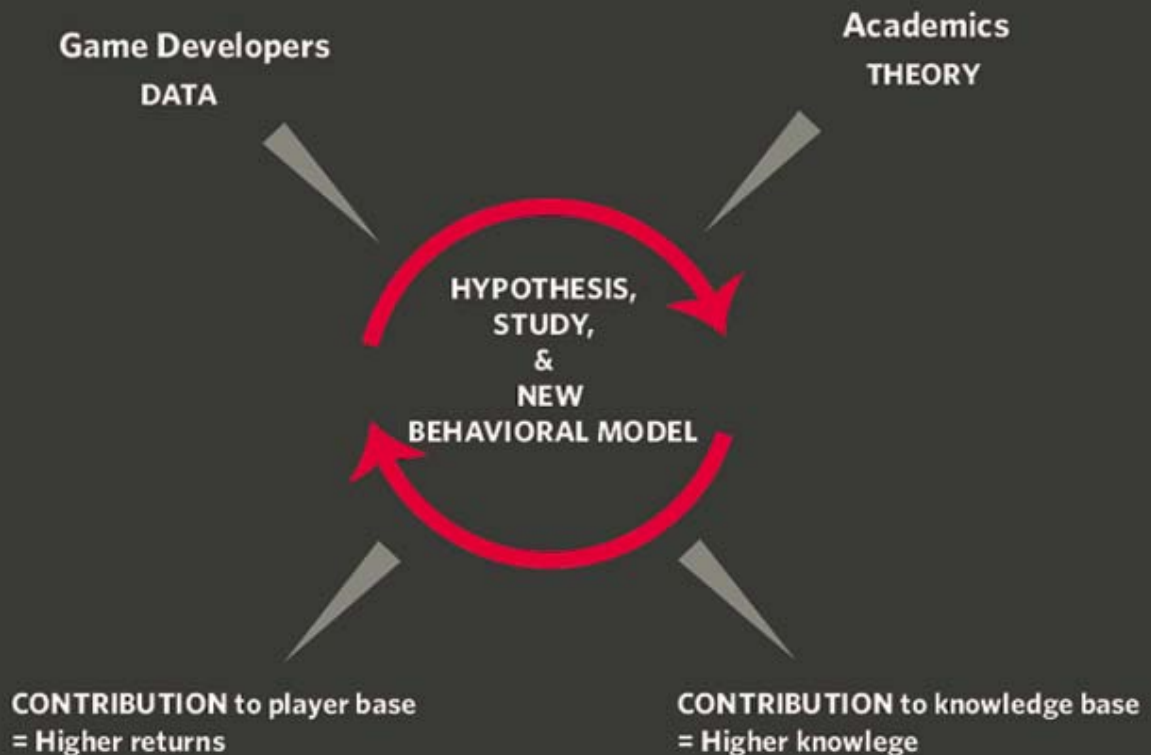 Game Developers
DATA
Academics
THEORY
HYPOTHESIS,
STUDY,
&
NEW
BEHAVIORAL MODEL
CONTRIBUTION to player base
= Higher returns
CONTRIBUTION to knowledge base
= Higher knowlege